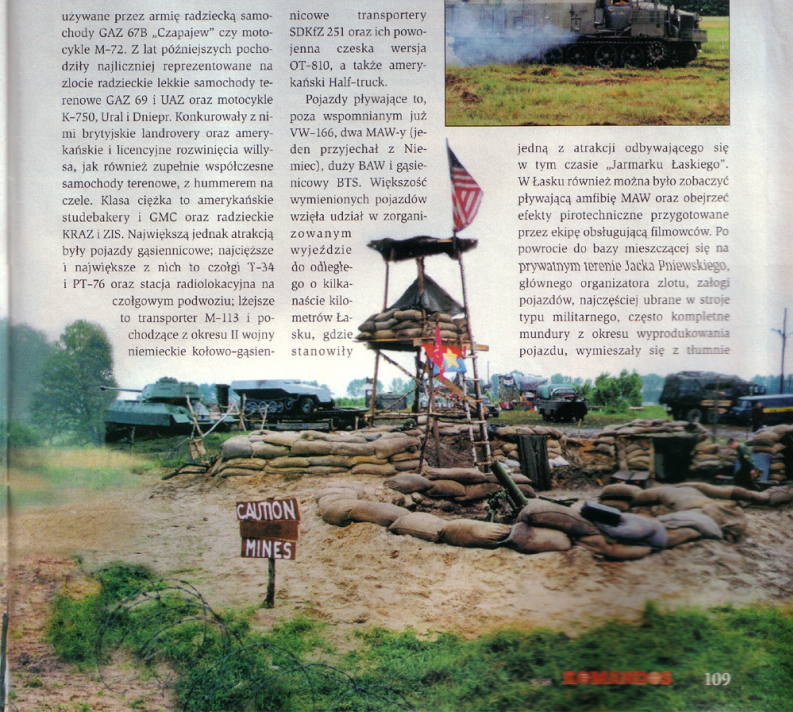 używane przez armię radziecką samo-
chody GAZ 67B „Czapajew” czy moto-
cykle M-72. Z lat późniejszych pocho-
dziły najliczniej reprezentowane na
zlocie radzieckie lekkie samochody te-
renowe GAZ 69 i UAZ oraz motocykle
K-750, Ural i Dniepr. Konkurowały z ni-
mi brytyjskie landrovery oraz amery-
kańskie i licencyjne rozwinięcia willy-
sa, jak również zupełnie współczesne
samochody terenowe, z hummerem na
czele. Klasa ciężka to amerykańskie
studebakery i GMC oraz radzieckie
KRAZ i ZIS. Największą jednak atrakcją
były pojazdy gąsiennicowe; najcięższe
i największe z nich to czołgi T-34
i PT-76 oraz stacja radiolokacyjna na
czołgowym podwoziu; lżejsze
to transporter M-113 i po-
chodzące z okresu II wojny
niemieckie kołowo-gąsien-
nicowe transportery
SDKfZ 251 oraz ich powo-
jenna czeska wersja
OT-810, a także amery-
kański Half-truck.
Pojazdy pływające to,
poza wspomnianym już
VW-166, dwa MAW-y (je-
den przyjechał z Nie-
miec), duży BAW i gąsie-
nicowy BTS. Większość
wymienionych pojazdów
wzięła udział w zorgani-
zowanym
wyjeździe
do odległe-
go o kilka-
naście kilo-
metrów Ła-
sku, gdzie
stanowiły
jedną z atrakcji odbywającego się
w tym czasie „Jarmarku Łaskiego”.
W Łasku również można było zobaczyć
pływającą amfibię MAW oraz obejrzeć
efekty pirotechniczne przygotowane
przez ekipę obsługującą filmowców. Po
powrocie do bazy mieszczącej się na
prywatnym terenie Jacka Pniewskiego,
głównego organizatora zlotu, załogi
pojazdów, najczęściej ubrane w stroje
typu militarnego, często kompletne
mundury z okresu wyprodukowania
pojazdu, wymieszały się z tłumnie
CAUTION
MINES
KOMANDOS 109